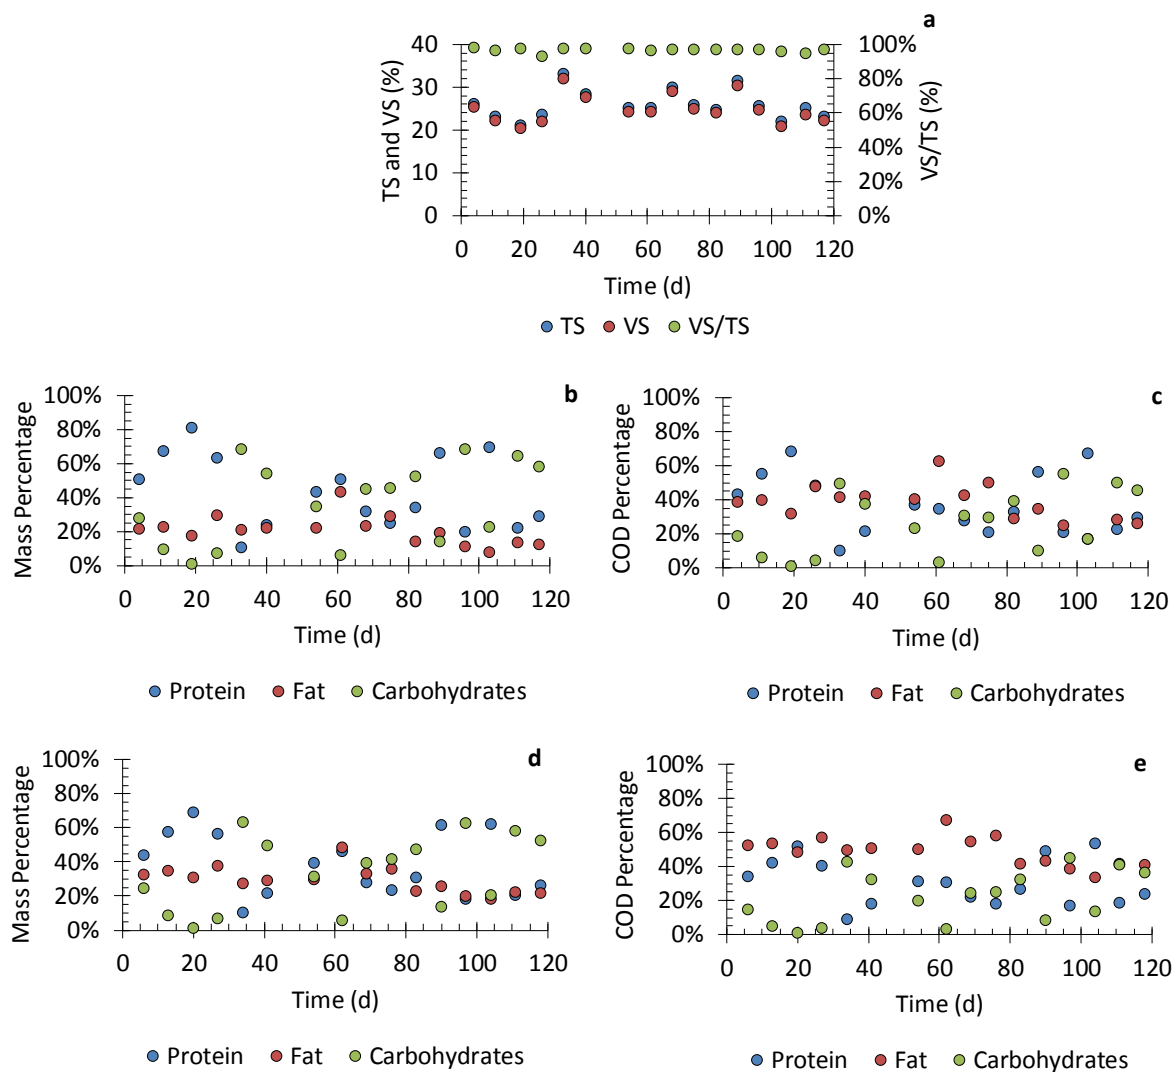 a
40 100%
30 80%
20 60%
10 40%
0 20%
0%
TS and VS (%)
VS/TS (%)
0 20 40 60 80 100 120
Time (d)
TS VS VS/TS
b
100%
80%
60%
40%
20%
0%
Mass Percentage
0 20 40 60 80 100 120
Time (d)
Protein Fat Carbohydrates
c
100%
80%
60%
40%
20%
0%
COD Percentage
0 20 40 60 80 100 120
Time (d)
Protein Fat Carbohydrates
d
100%
80%
60%
40%
20%
0%
Mass Percentage
0 20 40 60 80 100 120
Time (d)
Protein Fat Carbohydrates
e
100%
80%
60%
40%
20%
0%
COD Percentage
0 20 40 60 80 100 120
Time (d)
Protein Fat Carbohydrates